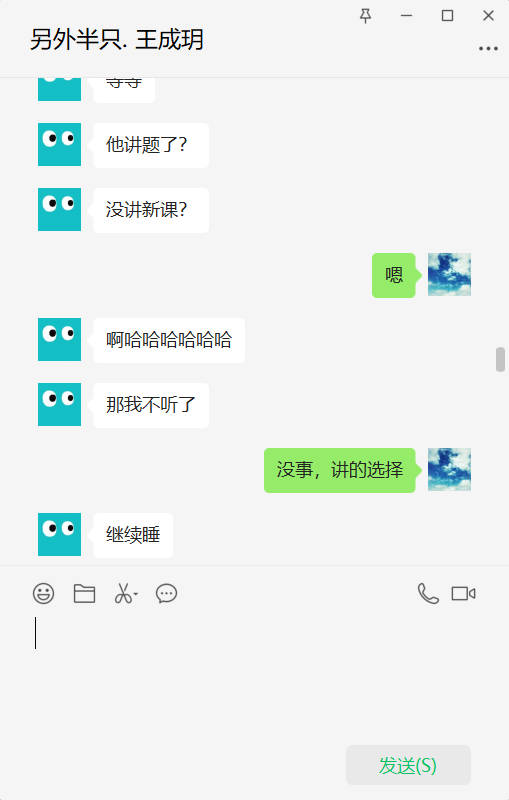 另外半只. 王成玥
等等
他讲题了?
没讲新课?
嗯
啊哈哈哈哈哈哈
那我不听了
没事，讲的选择
继续睡
发送(S)